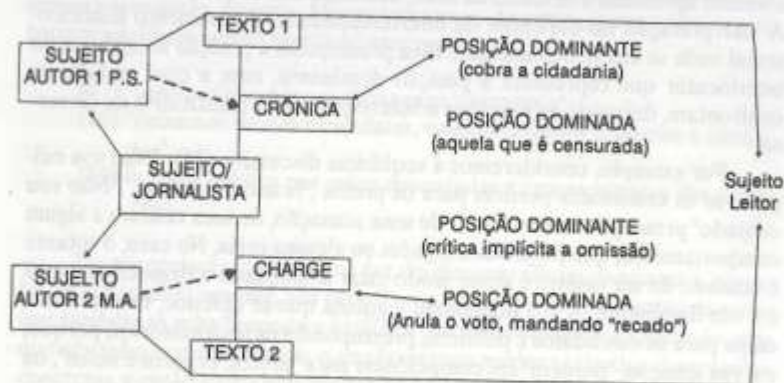 TEXTO 1
SUJEITO
AUTOR 1 P.S.
POSIÇÃO DOMINANTE
(cobra a cidadania)
CRÔNICA
POSIÇÃO DOMINADA
(aquela que é censurada)
SUJEITO/
JORNALISTA
Sujeito
Leitor
POSIÇÃO DOMINANTE
(crítica implícita a omissão)
CHARGE
SUJELTO
AUTOR 2 M.A.
POSIÇÃO DOMINADA
(Anula o voto, mandando "recado")
TEXTO 2